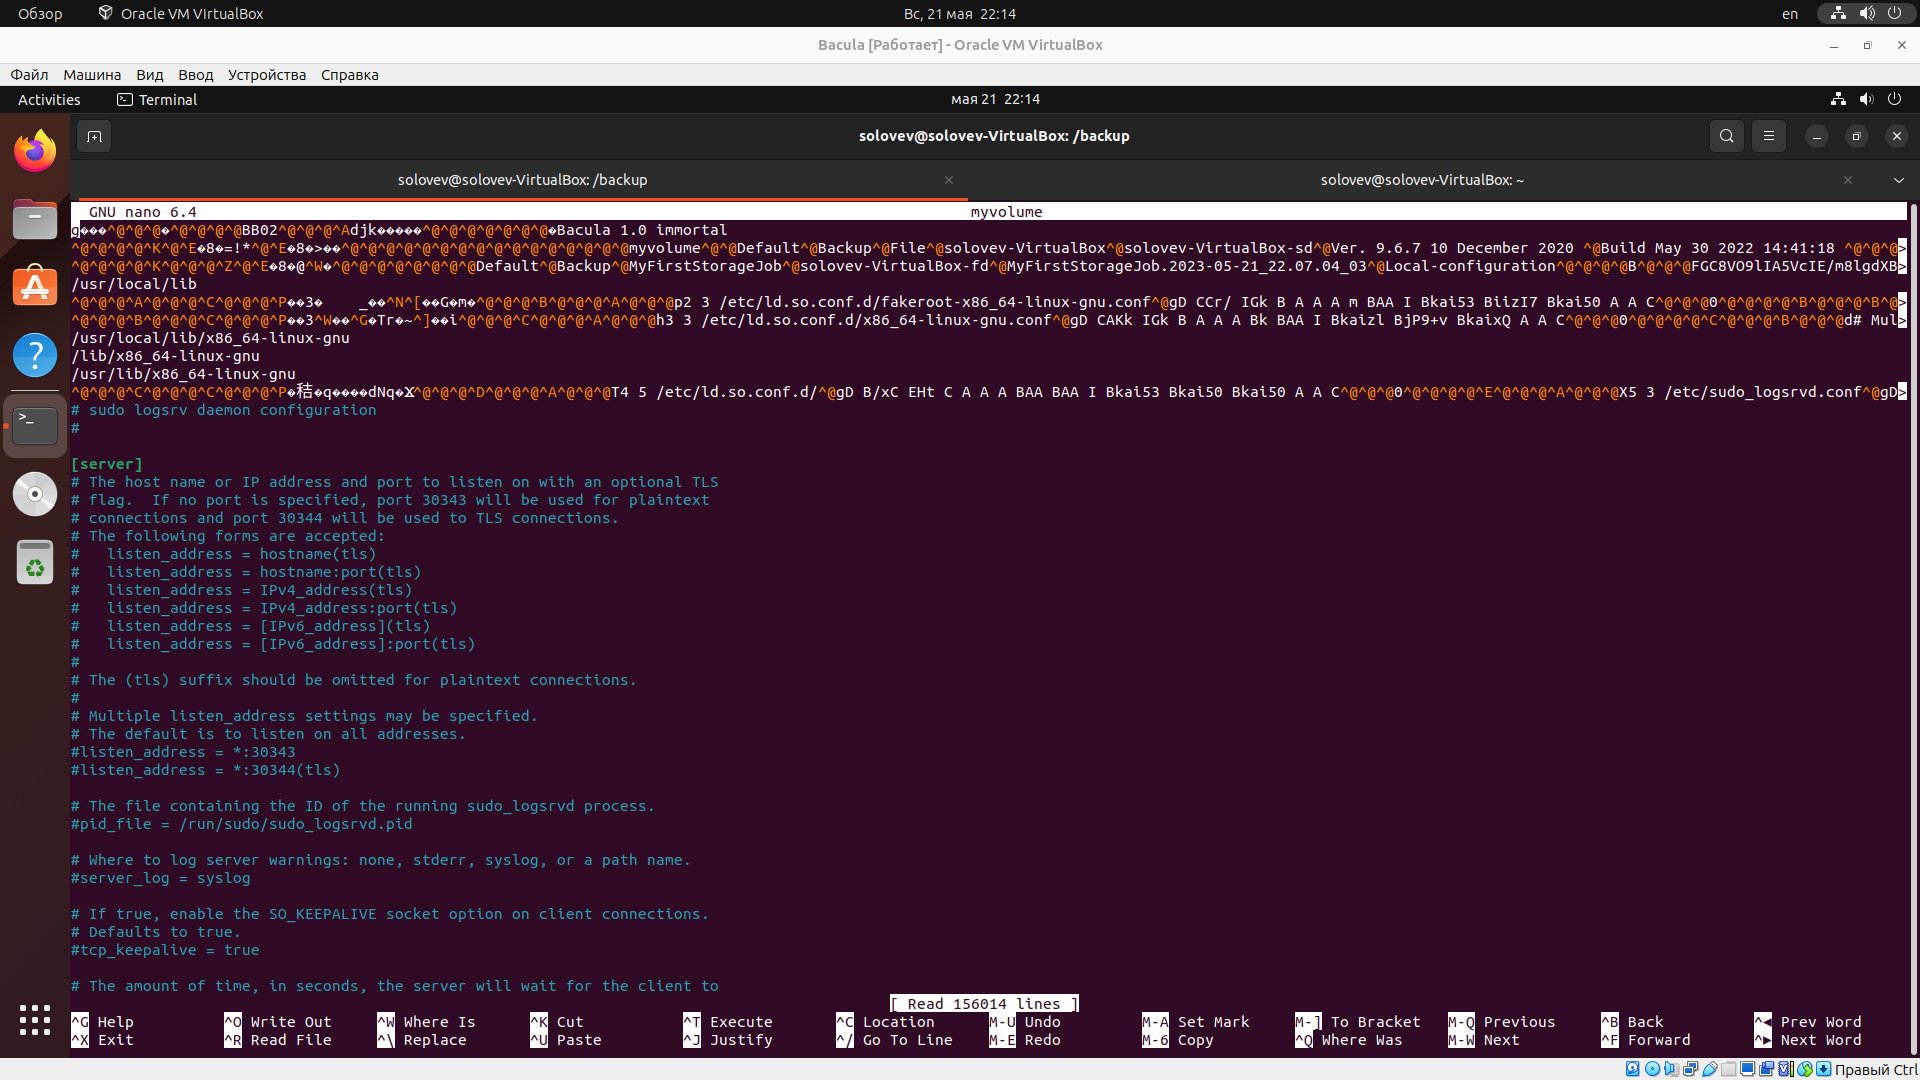 Обзор Oracle VM VirtualBox Вс, 21 мая 22:14 en
Bacula [Работает] - Oracle VM VirtualBox
Файл Машина Вид Ввод Устройства Справка
Activities Terminal мая 21 22:14
solovev@solovev-VirtualBox: /backup
solovev@solovev-VirtualBox: /backup solovev@solovev-VirtualBox: ~
GNU nano 6.4 myvolume
g���^@^@^@�^@^@^@^@BB02^@^@^@^Adjk�����^@^@^@^@^@^@^@�Bacula 1.0 immortal
^@^@^@^@^K^@^E�8�=!*^@^E�8�>��^@^@^@^@^@^@^@^@^@^@^@^@^@^@^@^@myvolume^@^@Default^@Backup^@File^@solovev-VirtualBox^@solovev-VirtualBox-sd^@Ver. 9.6.7 10 December 2020 ^@Build May 30 2022 14:41:18 ^@^@^@>
^@^@^@^@^K^@^@^@^Z^@^E�8�@^W�^@^@^@^@^@^@^@^@Default^@Backup^@MyFirstStorageJob^@solovev-VirtualBox-fd^@MyFirstStorageJob.2023-05-21_22.07.04_03^@Local-configuration^@^@^@^@B^@^@^@FGC8VO9lIA5VcIE/m8lgdXB>
/usr/local/lib
^@^@^@^A^@^@^@^C^@^@^@^@P��3� _��^N^[��G�m�^@^@^@^B^@^@^@^A^@^@^@^@p2 3 /etc/ld.so.conf.d/fakeroot-x86_64-linux-gnu.conf^@gD CCr/ IGk B A A A m BAA I Bkai53 BiizI7 Bkai50 A A C^@^@^@0^@^@^@^@^B^@^@^@^B^@>
^@^@^@^B^@^@^@^C^@^@^@^@P��3^W��^G�Tr�~^]��i^@^@^@^C^@^@^@^A^@^@^@^@h3 3 /etc/ld.so.conf.d/x86_64-linux-gnu.conf^@gD CAKk IGk B A A A Bk BAA I Bkaizl BjP9+v BkaixQ A A C^@^@^@0^@^@^@^@^C^@^@^@^B^@^@^@d# Mul>
/usr/local/lib/x86_64-linux-gnu
/lib/x86_64-linux-gnu
/usr/lib/x86_64-linux-gnu
^@^@^@^C^@^@^@^C^@^@^@^@P�秸�q����dNq�^@^@^@^D^@^@^@^A^@^@^@^@T4 5 /etc/ld.so.conf.d/^@gD B/xC EHt C A A A BAA BAA I Bkai53 Bkai50 Bkai50 A A C^@^@^@0^@^@^@^@^E^@^@^@^A^@^@^@^@X5 3 /etc/sudo_logsrvd.conf^@gD>
# sudo logsrv daemon configuration
#
[server]
# The host name or IP address and port to listen on with an optional TLS
# flag.  If no port is specified, port 30343 will be used for plaintext
# connections and port 30344 will be used to TLS connections.
# The following forms are accepted:
#   listen_address = hostname(tls)
#   listen_address = hostname:port(tls)
#   listen_address = IPv4_address(tls)
#   listen_address = IPv4_address:port(tls)
#   listen_address = [IPv6_address](tls)
#   listen_address = [IPv6_address]:port(tls)
#
# The (tls) suffix should be omitted for plaintext connections.
#
# Multiple listen_address settings may be specified.
# The default is to listen on all addresses.
#listen_address = *:30343
#listen_address = *:30344(tls)
# The file containing the ID of the running sudo_logsrvd process.
#pid_file = /run/sudo/sudo_logsrvd.pid
# Where to log server warnings: none, stderr, syslog, or a path name.
#server_log = syslog
# If true, enable the SO_KEEPALIVE socket option on client connections.
# Defaults to true.
#tcp_keepalive = true
# The amount of time, in seconds, the server will wait for the client to
[ Read 156014 lines ]
^G Help ^O Write Out ^W Where Is ^K Cut ^T Execute ^C Location M-U Undo M-A Set Mark M-] To Bracket M-Q Previous ^B Back ^◂ Prev Word
^X Exit ^R Read File ^\ Replace ^U Paste ^J Justify ^/ Go To Line M-E Redo M-6 Copy ^Q Where Was M-W Next ^F Forward ^▸ Next Word
Правый Ctrl